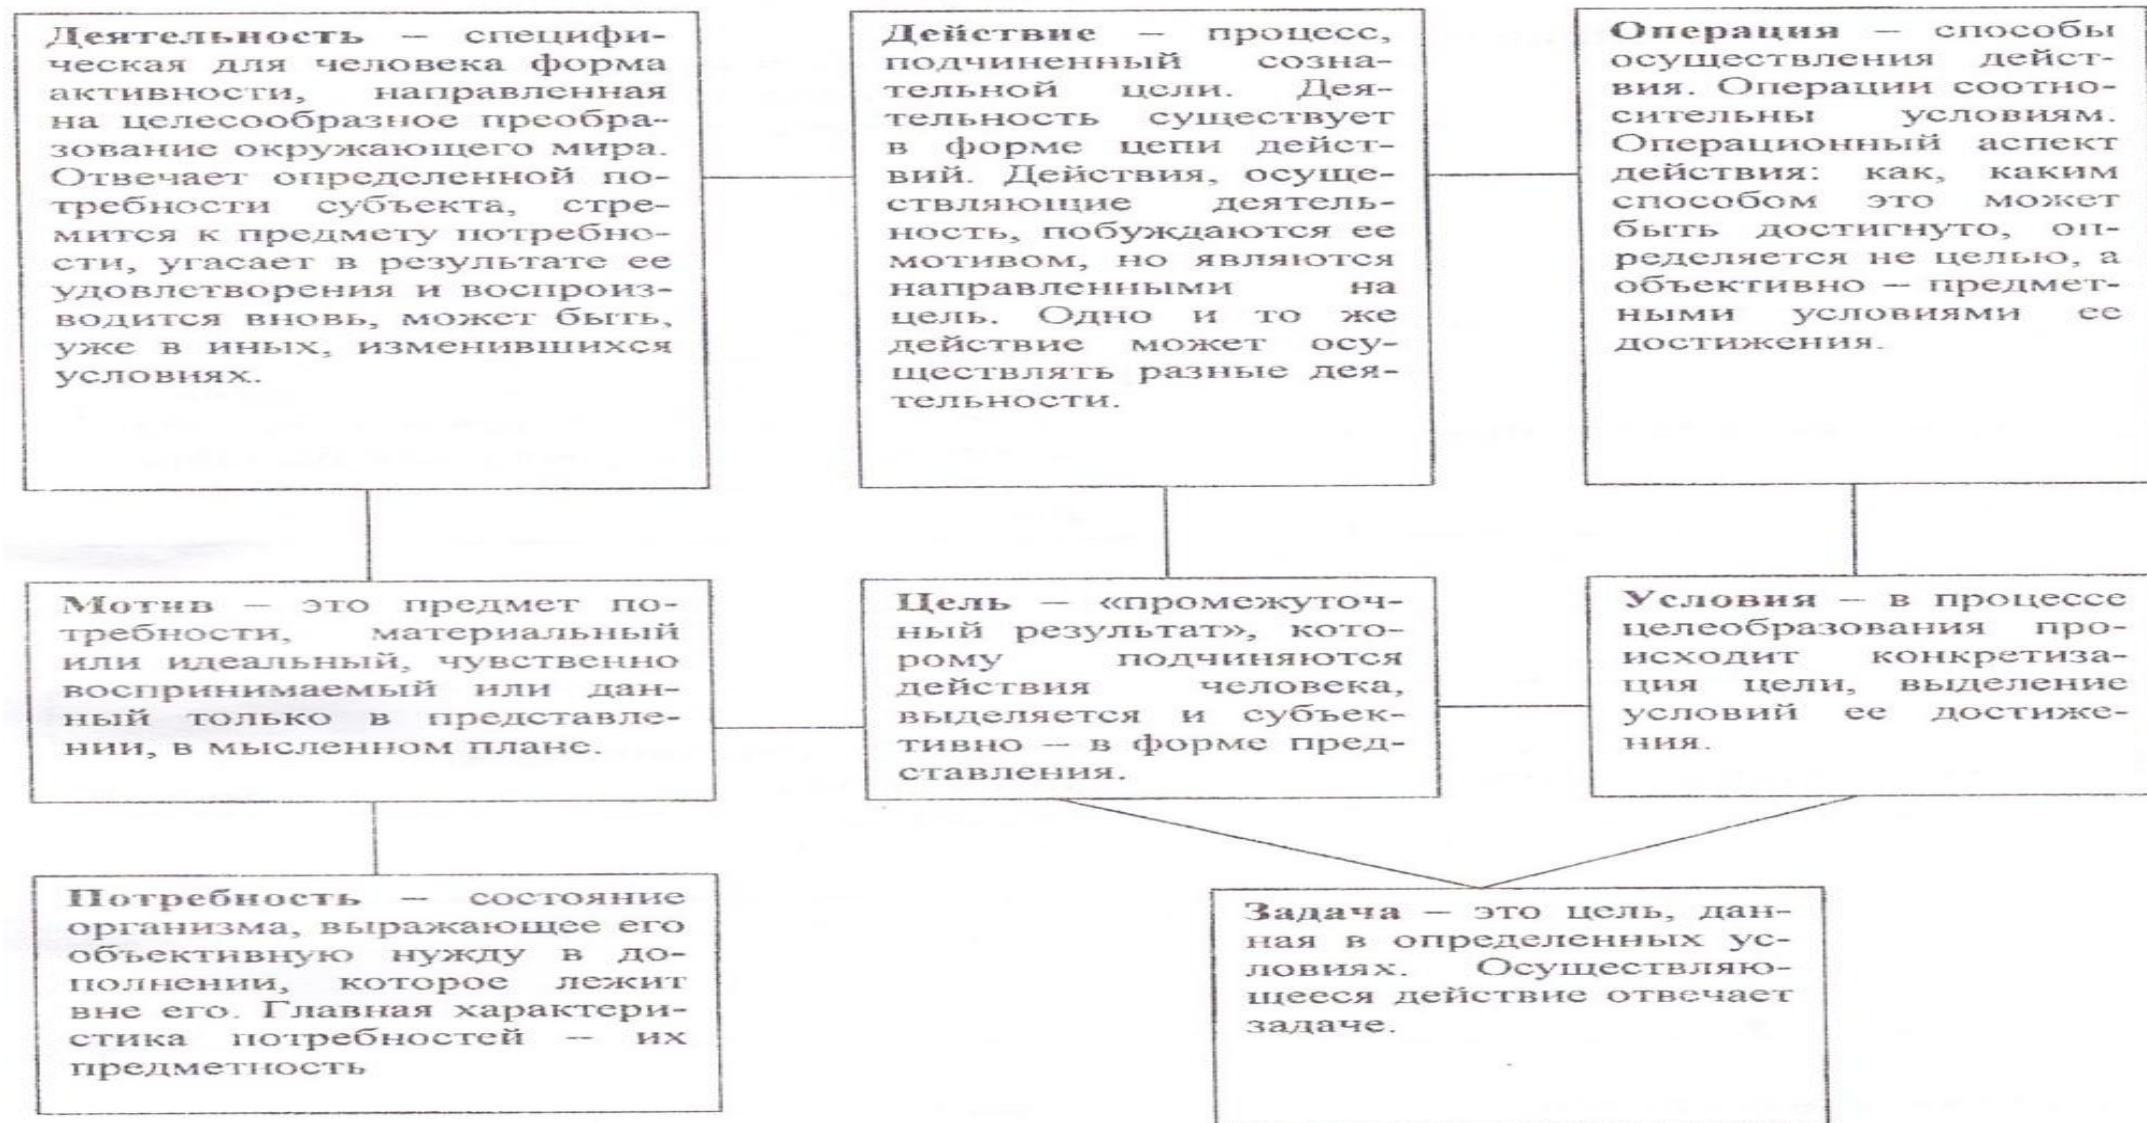 Деятельность – специфи-
ческая для человека форма
активности, направленная
на целесообразное преобра-
зование окружающего мира.
Отвечает определенной по-
требности субъекта, стре-
мится к предмету потребно-
сти, угасает в результате ее
удовлетворения и воспроиз-
водится вновь, может быть,
уже в иных, изменившихся
условиях.
Действие – процесс,
подчиненный созна-
тельной цели. Дея-
тельность существует
в форме цепи дейст-
вий. Действия, осуще-
ствляющие деятель-
ность, побуждаются ее
мотивом, но являются
направленными на
цель. Одно и то же
действие может осу-
ществлять разные дея-
тельности.
Операция – способы
осуществления дейст-
вия. Операции соотно-
сительны условиям.
Операционный аспект
действия: как, каким
способом это может
быть достигнуто, оп-
ределяется не целью, а
объективно – предмет-
ными условиями ее
достижения.
Мотив – это предмет по-
требности, материальный
или идеальный, чувственно
воспринимаемый или дан-
ный только в представле-
нии, в мысленном плане.
Цель – «промежуточ-
ный результат», кото-
рому подчиняются
действия человека,
выделяется и субъек-
тивно – в форме пред-
ставления.
Условия – в процессе
целеобразования про-
исходит конкретиза-
ция цели, выделение
условий ее достиже-
ния.
Потребность – состояние
организма, выражающее его
объективную нужду в до-
полнении, которое лежит
вне его. Главная характери-
стика потребностей – их
предметность
Задача – это цель, дан-
ная в определенных ус-
ловиях. Осуществляю-
щееся действие отвечает
задаче.